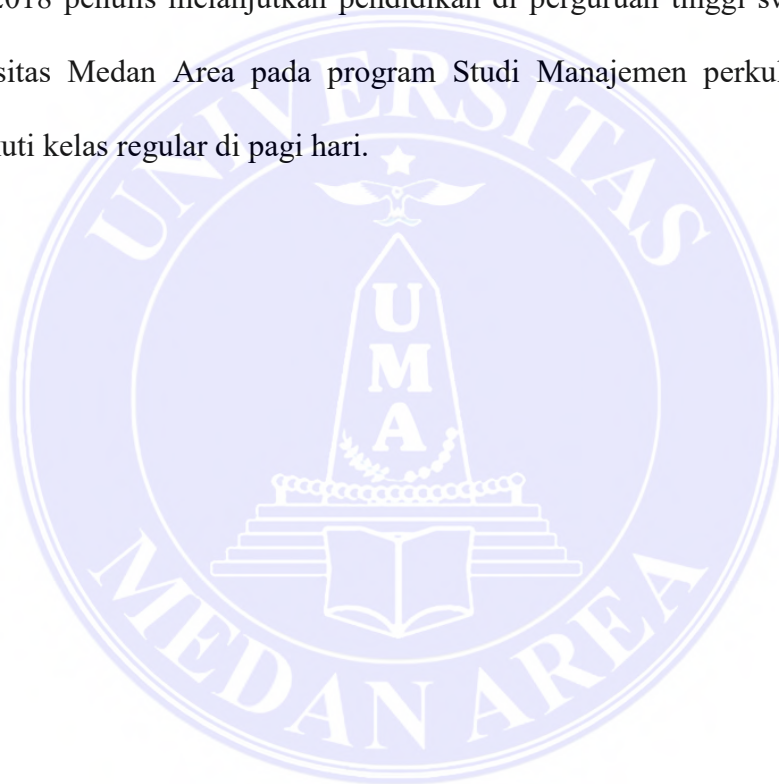 2018 penulis melanjutkan pendidikan di perguruan tinggi
sitas Medan Area pada program Studi Manajemen
uti kelas regular di pagi hari.
UNIVERSITAS
U
M
A
MEDAN AREA